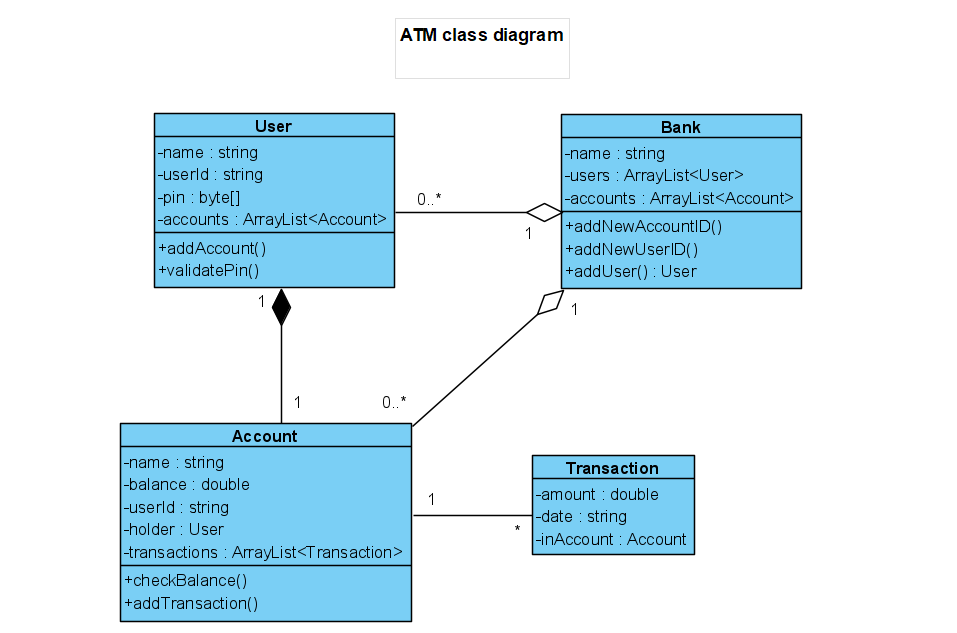 ATM class diagram
User
-name : string
-userId : string
-pin : byte[]
-accounts : ArrayList<Account>
+addAccount()
+validatePin()
Bank
-name : string
-users : ArrayList<User>
-accounts : ArrayList<Account>
+addNewAccountID()
+addNewUserID()
+addUser() : User
0..*
1
1
1
1
0..*
Account
-name : string
-balance : double
-userId : string
-holder : User
-transactions : ArrayList<Transaction>
+checkBalance()
+addTransaction()
1
*
Transaction
-amount : double
-date : string
-inAccount : Account